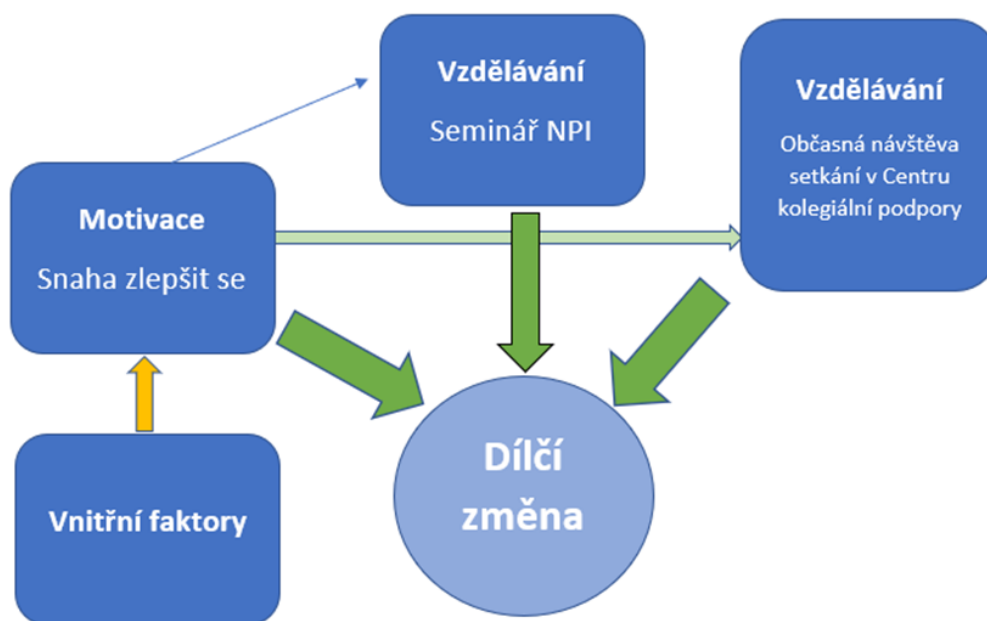 Vzdělávání
Seminář NPI
Vzdělávání
Občasná návštěva
setkání v Centru
kolegiální podpory
Motivace
Snaha zlepšit se
Vnitřní faktory
Dílčí
změna